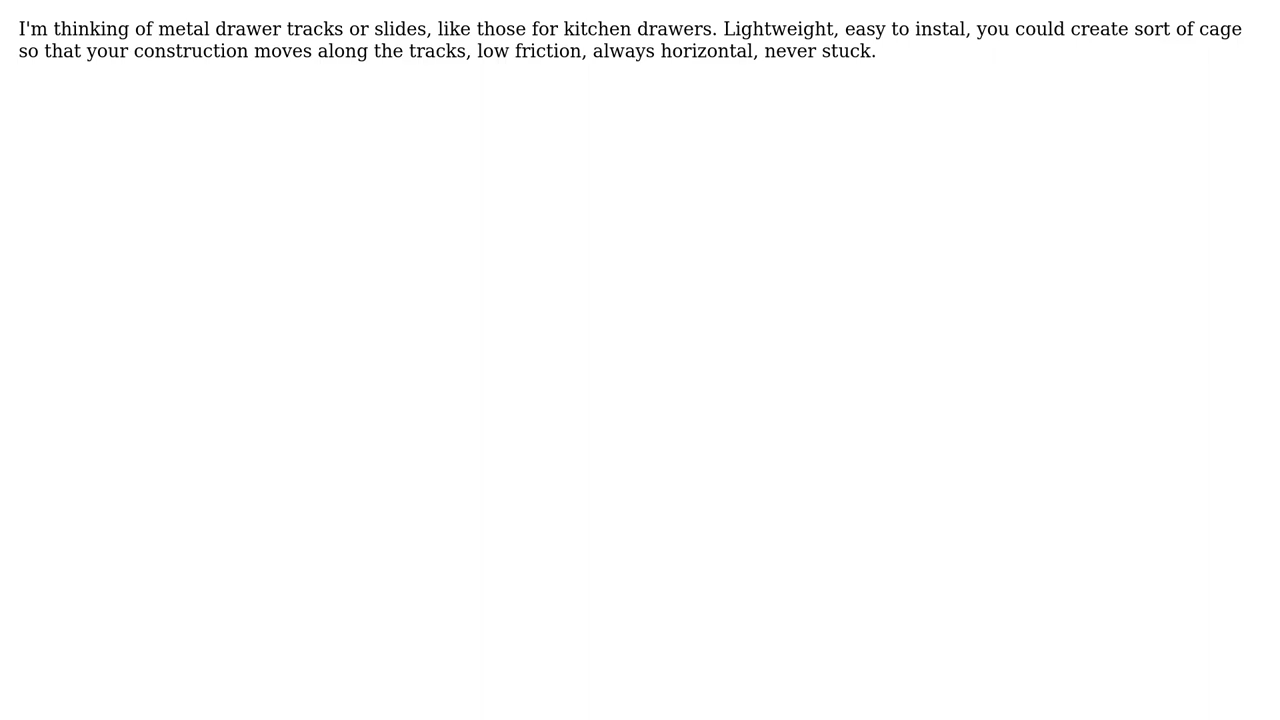 I'm thinking of metal drawer tracks or slides, like those for kitchen drawers. Lightweight, easy to instal, you could create sort of cage
so that your construction moves along the tracks, low friction, always horizontal, never stuck.